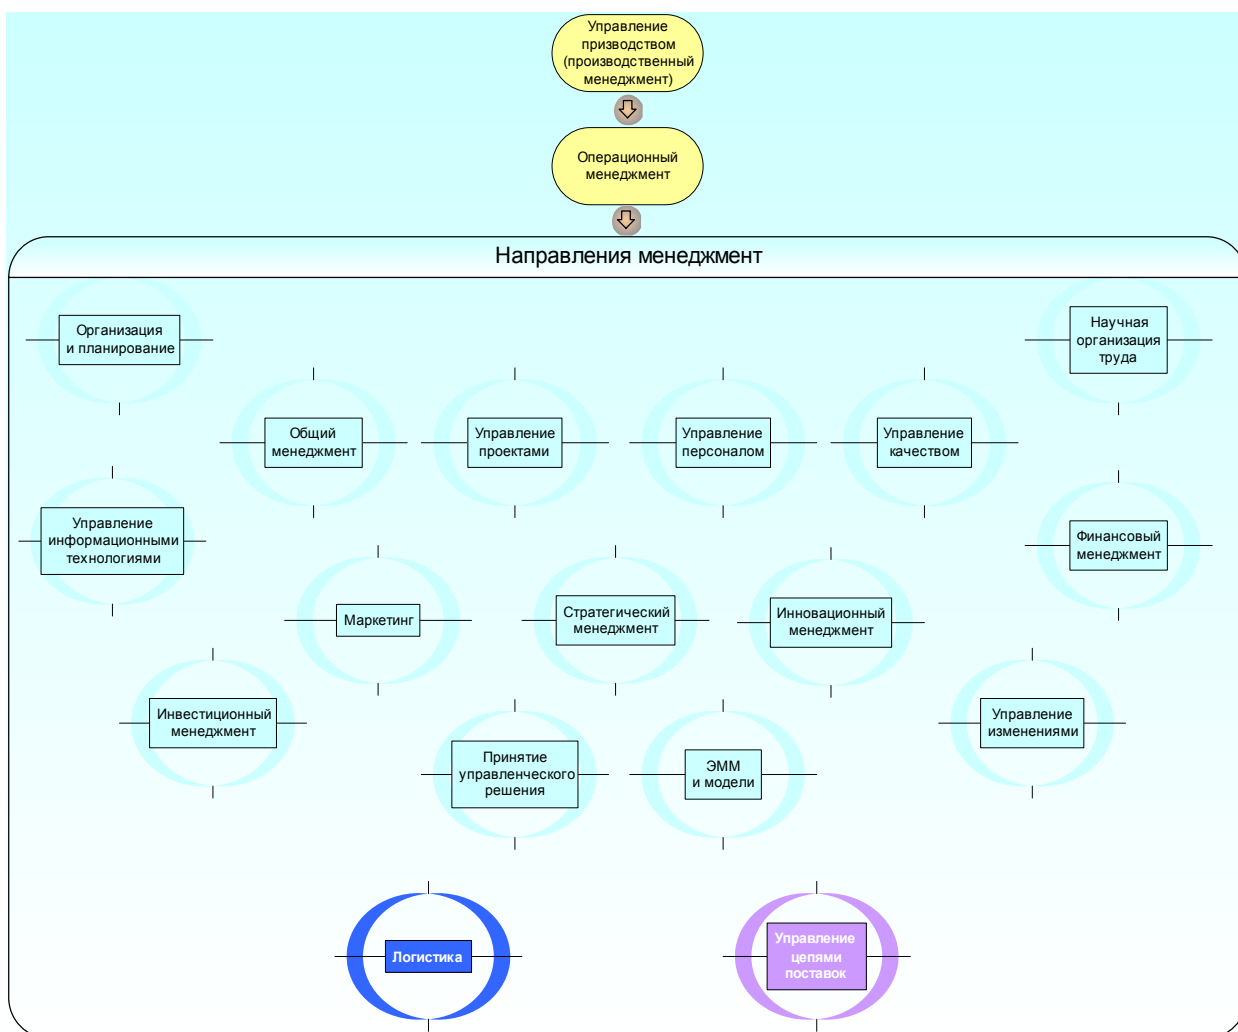 Управление
призводством
(производственный
менеджмент)
Операционный
менеджмент
Направления менеджмент
Организация
и планирование
Научная
организация
труда
Общий
менеджмент
Управление
проектами
Управление
персоналом
Управление
качеством
Управление
информационными
технологиями
Финансовый
менеджмент
Маркетинг
Стратегический
менеджмент
Инновационный
менеджмент
Инвестиционный
менеджмент
Управление
изменениями
Принятие
управленческого
решения
ЭММ
и модели
Логистика
Управление
цепями
поставок